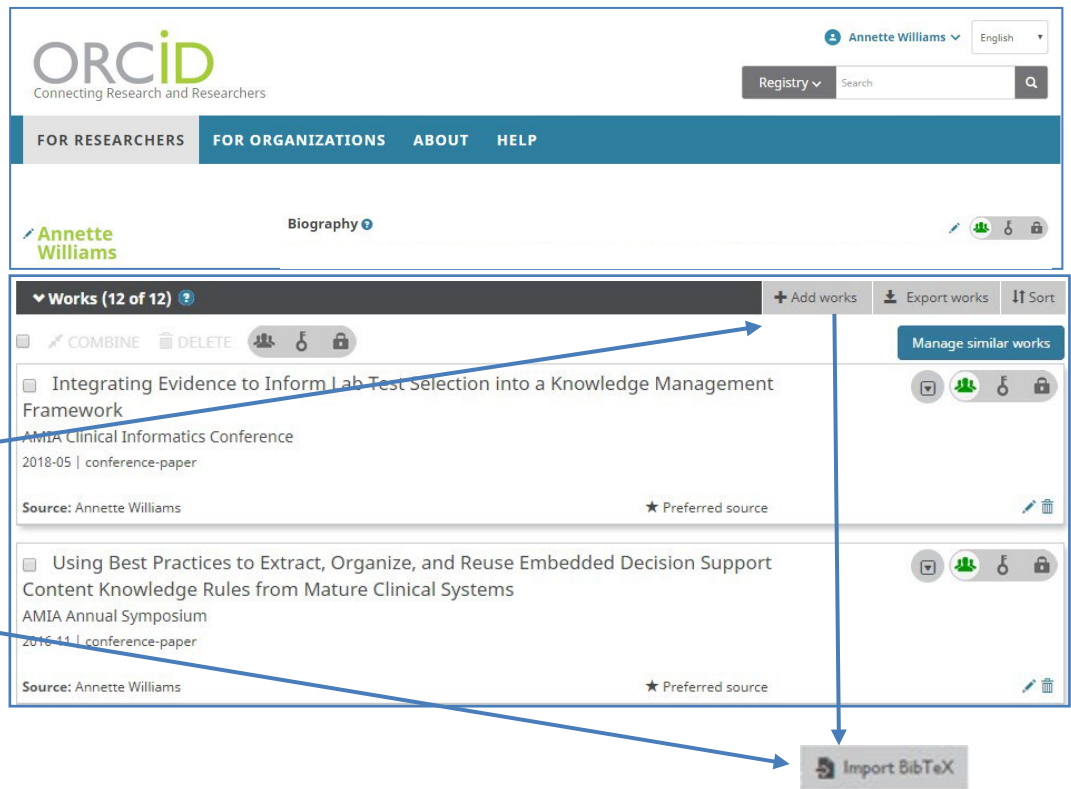 Annette Williams
English
ORCiD
Connecting Research and Researchers
Registry
Search
FOR RESEARCHERS FOR ORGANIZATIONS ABOUT HELP
Annette
Williams
Biography
Works (12 of 12)
Add works
Export works
Sort
COMBINE DELETE
Manage similar works
Integrating Evidence to Inform Lab Test Selection into a Knowledge Management
Framework
AMIA Clinical Informatics Conference
2018-05 | conference-paper
Source: Annette Williams
Preferred source
Using Best Practices to Extract, Organize, and Reuse Embedded Decision Support
Content Knowledge Rules from Mature Clinical Systems
AMIA Annual Symposium
2016-11 | conference-paper
Source: Annette Williams
Preferred source
Import BibTeX